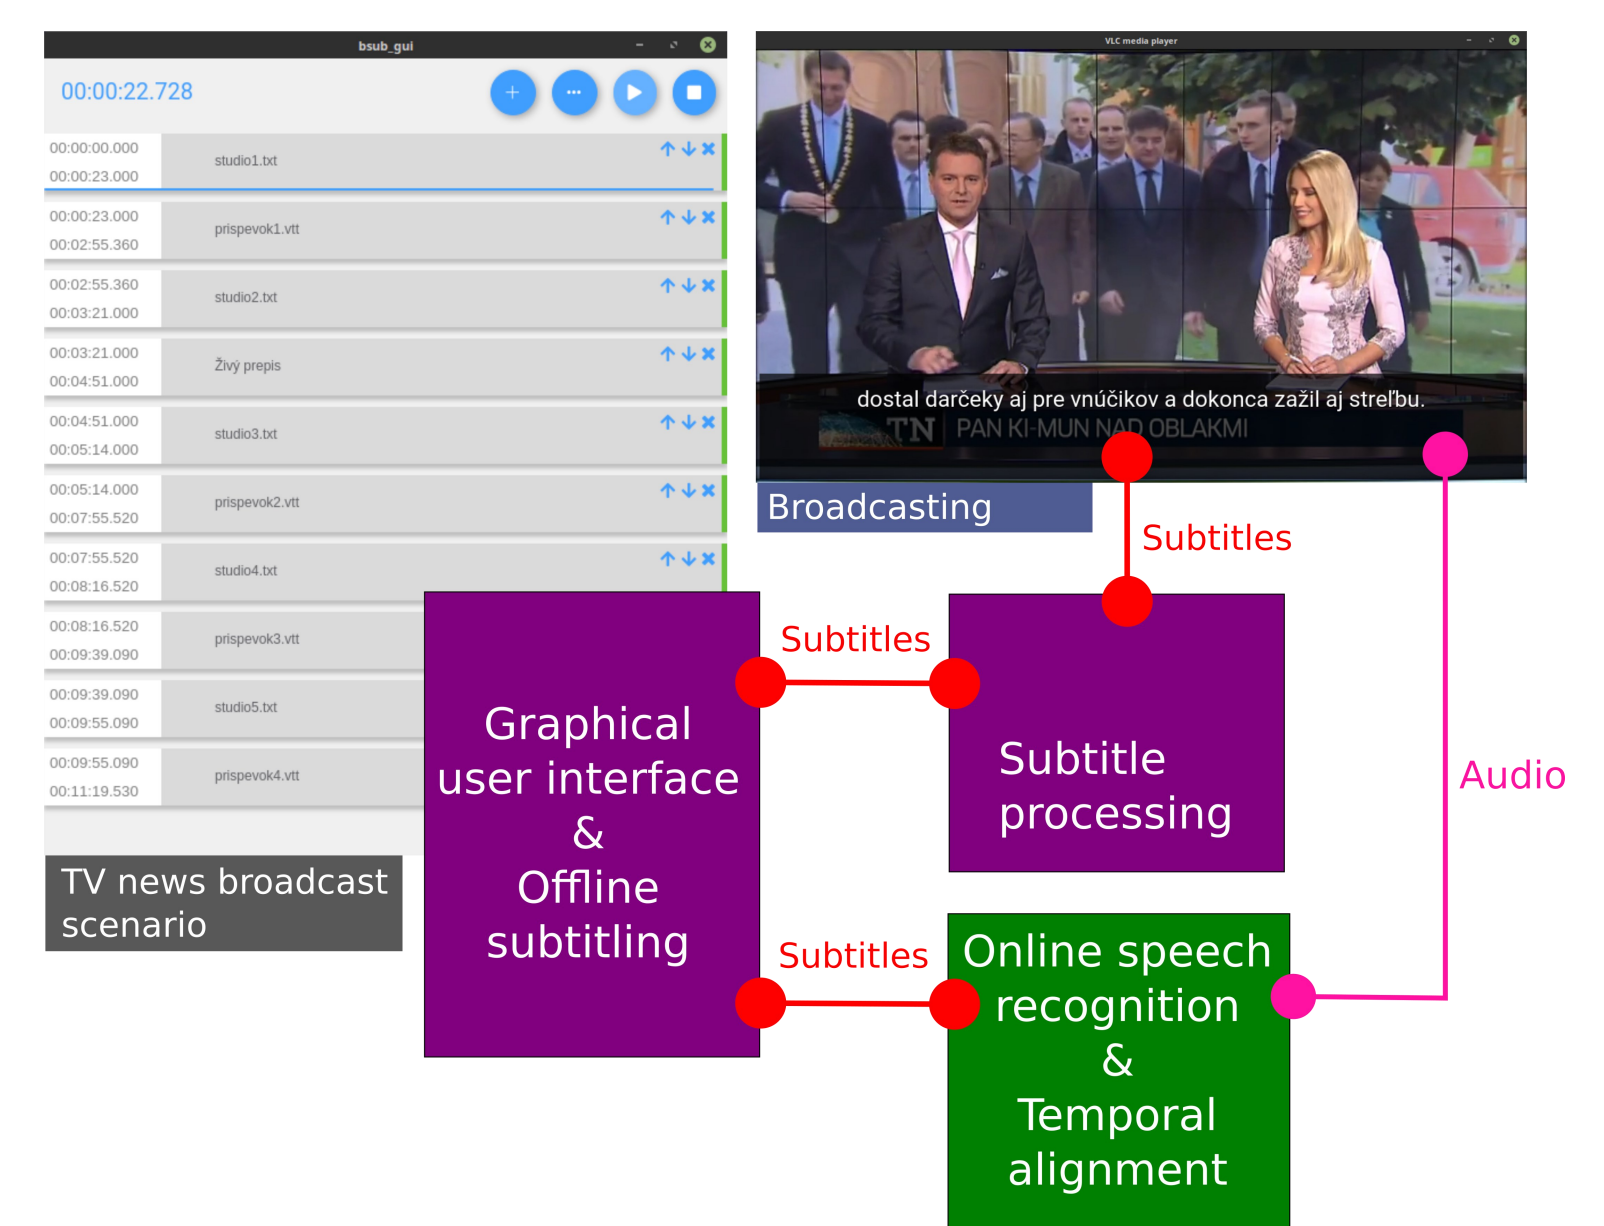 bsub_gui
00:00:22.728
00:00:00.000
00:00:23.000
studio1.txt
00:00:23.000
00:02:55.360
prispevok1.vtt
00:02:55.360
00:03:21.000
studio2.txt
00:03:21.000
00:04:51.000
Živý prepis
00:04:51.000
00:05:14.000
studio3.txt
00:05:14.000
00:07:55.520
prispevok2.vtt
00:07:55.520
00:08:16.520
studio4.txt
00:08:16.520
00:09:39.090
prispevok3.vtt
00:09:39.090
00:09:55.090
studio5.txt
00:09:55.090
00:11:19.530
prispevok4.vtt
TV news broadcast
scenario
VLC media player
dostal darčeky aj pre vnúčikov a dokonca zažil aj streľbu.
TN PAN KI-MUN NAD OBLAKMI
Broadcasting
Subtitles
Subtitles
Graphical
user interface
&
Offline
subtitling
Subtitle
processing
Audio
Subtitles
Online speech
recognition
&
Temporal
alignment